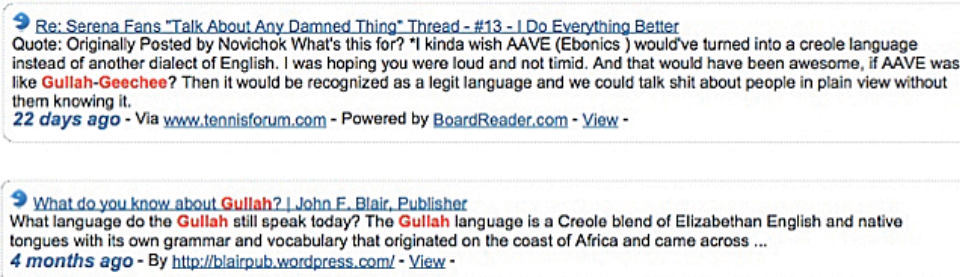 Re: Serena Fans "Talk About Any Damned Thing" Thread - #13 - I Do Everything Better
Quote: Originally Posted by Novichok What's this for? *I kinda wish AAVE (Ebonics ) would've turned into a creole language
instead of another dialect of English. I was hoping you were loud and not timid. And that would have been awesome, if AAVE was
like Gullah-Geechee? Then it would be recognized as a legit language and we could talk shit about people in plain view without
them knowing it.
22 days ago - Via www.tennisforum.com - Powered by BoardReader.com - View -
What do you know about Gullah? | John F. Blair, Publisher
What language do the Gullah still speak today? The Gullah language is a Creole blend of Elizabethan English and native
tongues with its own grammar and vocabulary that originated on the coast of Africa and came across ...
4 months ago - By http://blairpub.wordpress.com/ - View -